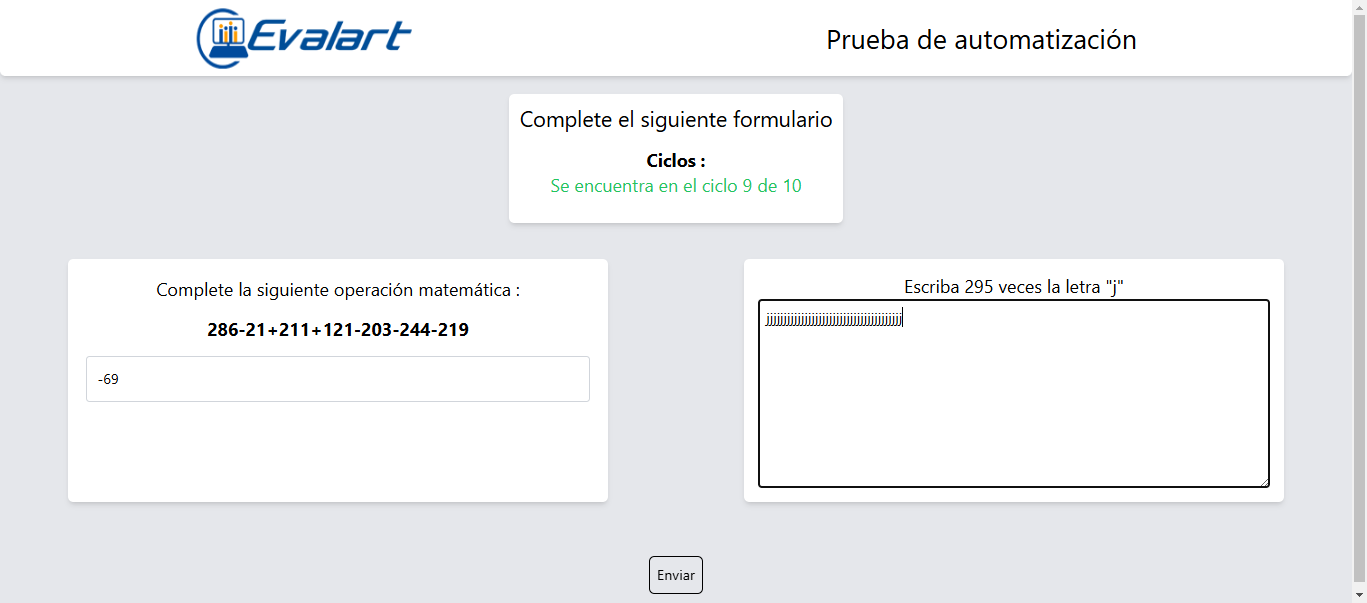 Evalart
Prueba de automatización
Complete el siguiente formulario
Ciclos :
Se encuentra en el ciclo 9 de 10
Complete la siguiente operación matemática :
286-21+211+121-203-244-219
-69
Escriba 295 veces la letra "j"
jjjjjjjjjjjjjjjjjjjjjjjjjjjjjjjjjjjjjjj
Enviar